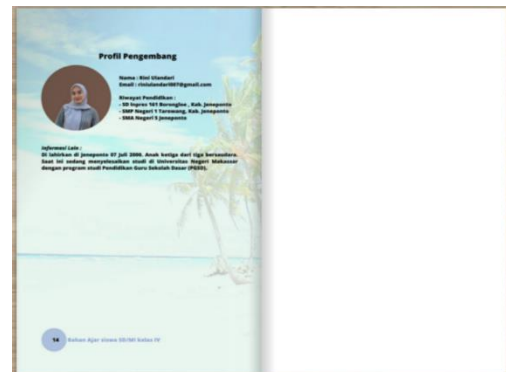 Profil Pengembang
Nama : Rini Ulandari
Email : riniulandari007@gmail.com
Riwayat Pendidikan :
- SD Inpres 161 Borongloe , Kab. Jeneponto
- SMP Negeri 1 Tarowang, Kab. Jeneponto
- SMA Negeri 5 Jeneponto
Informasi Lain :
Di lahirkan di Jeneponto 07 Juli 2000. Anak ketiga dari tiga bersaudara.
Saat ini sedang menyelesaikan studi di Universitas Negeri Makassar
dengan program studi Pendidikan Guru Sekolah Dasar (PGSD).
14 Bahan Ajar siswa SD/MI kelas IV